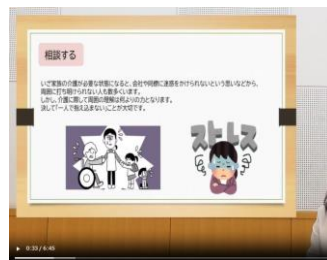 相談する
いざ家族の介護が必要な状態になると、会社や同僚に迷惑をかけられないという思いなどから、
周囲に打ち明けられない人も数多くいます。
しかし、介護に関して周囲の理解は何よりの力となります。
決して「一人で抱え込まない」ことが大切です。
ストレス
0:33 / 6:45